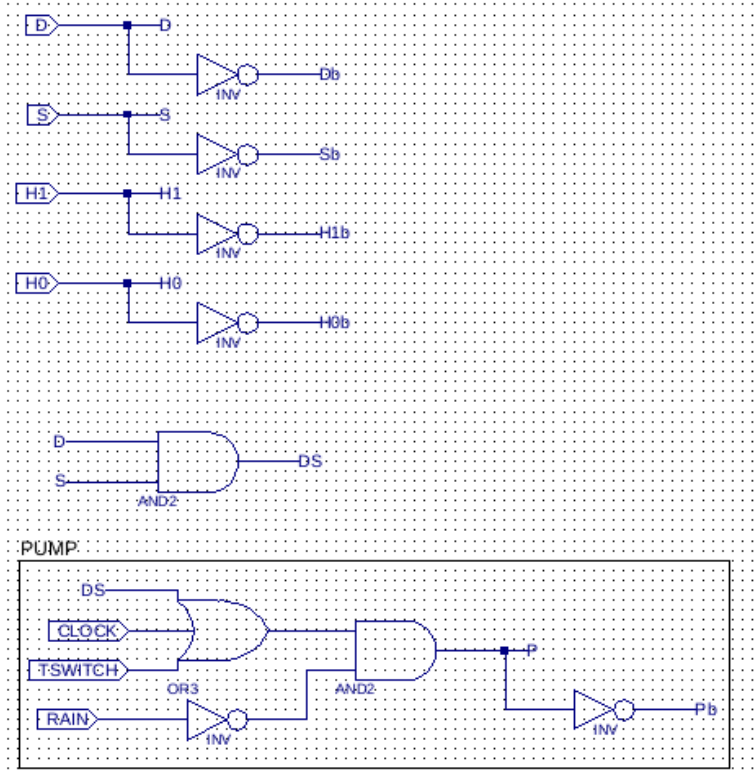 D D
Db
INV
S S
Sb
INV
H1 H1
H1b
INV
H0 H0
H0b
INV
D
DS
S
AND2
PUMP
DS
CLOCK
P
TSWITCH
OR3 AND2
RAIN Pb
INV INV